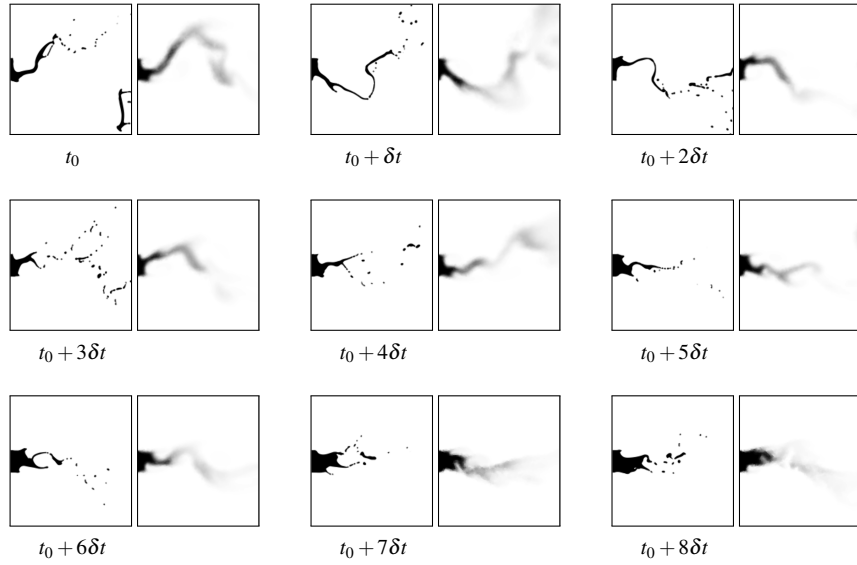 t₀
t₀ + δt
t₀ + 2δt
t₀ + 3δt
t₀ + 4δt
t₀ + 5δt
t₀ + 6δt
t₀ + 7δt
t₀ + 8δt